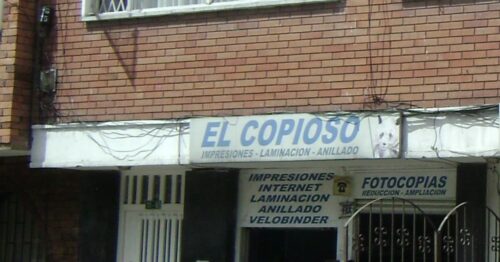 EL COPIOSO
IMPRESIONES - LAMINACION - ANILLADO
IMPRESIONES
INTERNET
LAMINACION
ANILLADO
VELOBINDER
FOTOCOPIAS
REDUCCION - AMPLIACION